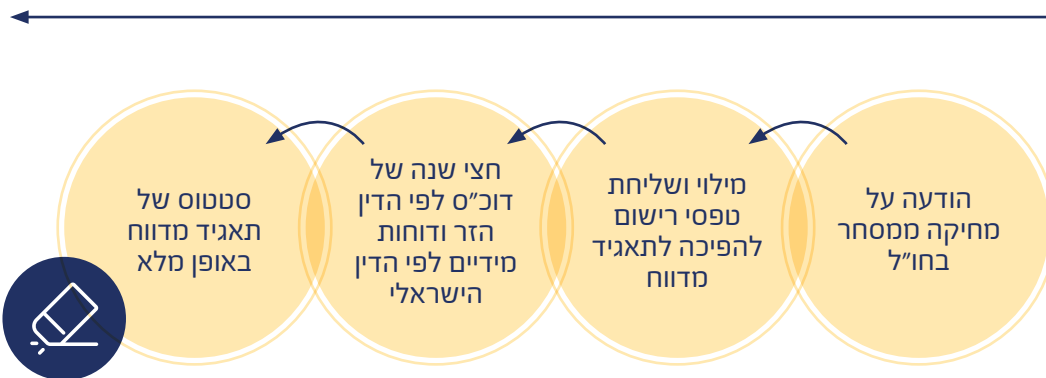 הודעה על
מחיקה ממסחר
בחו״ל
מילוי ושליחת
טפסי רישום
להפיכה לתאגיד
מדווח
חצי שנה של
דוכ״ס לפי הדין
הזר ודוחות
מידיים לפי הדין
הישראלי
סטטוס של
תאגיד מדווח
באופן מלא